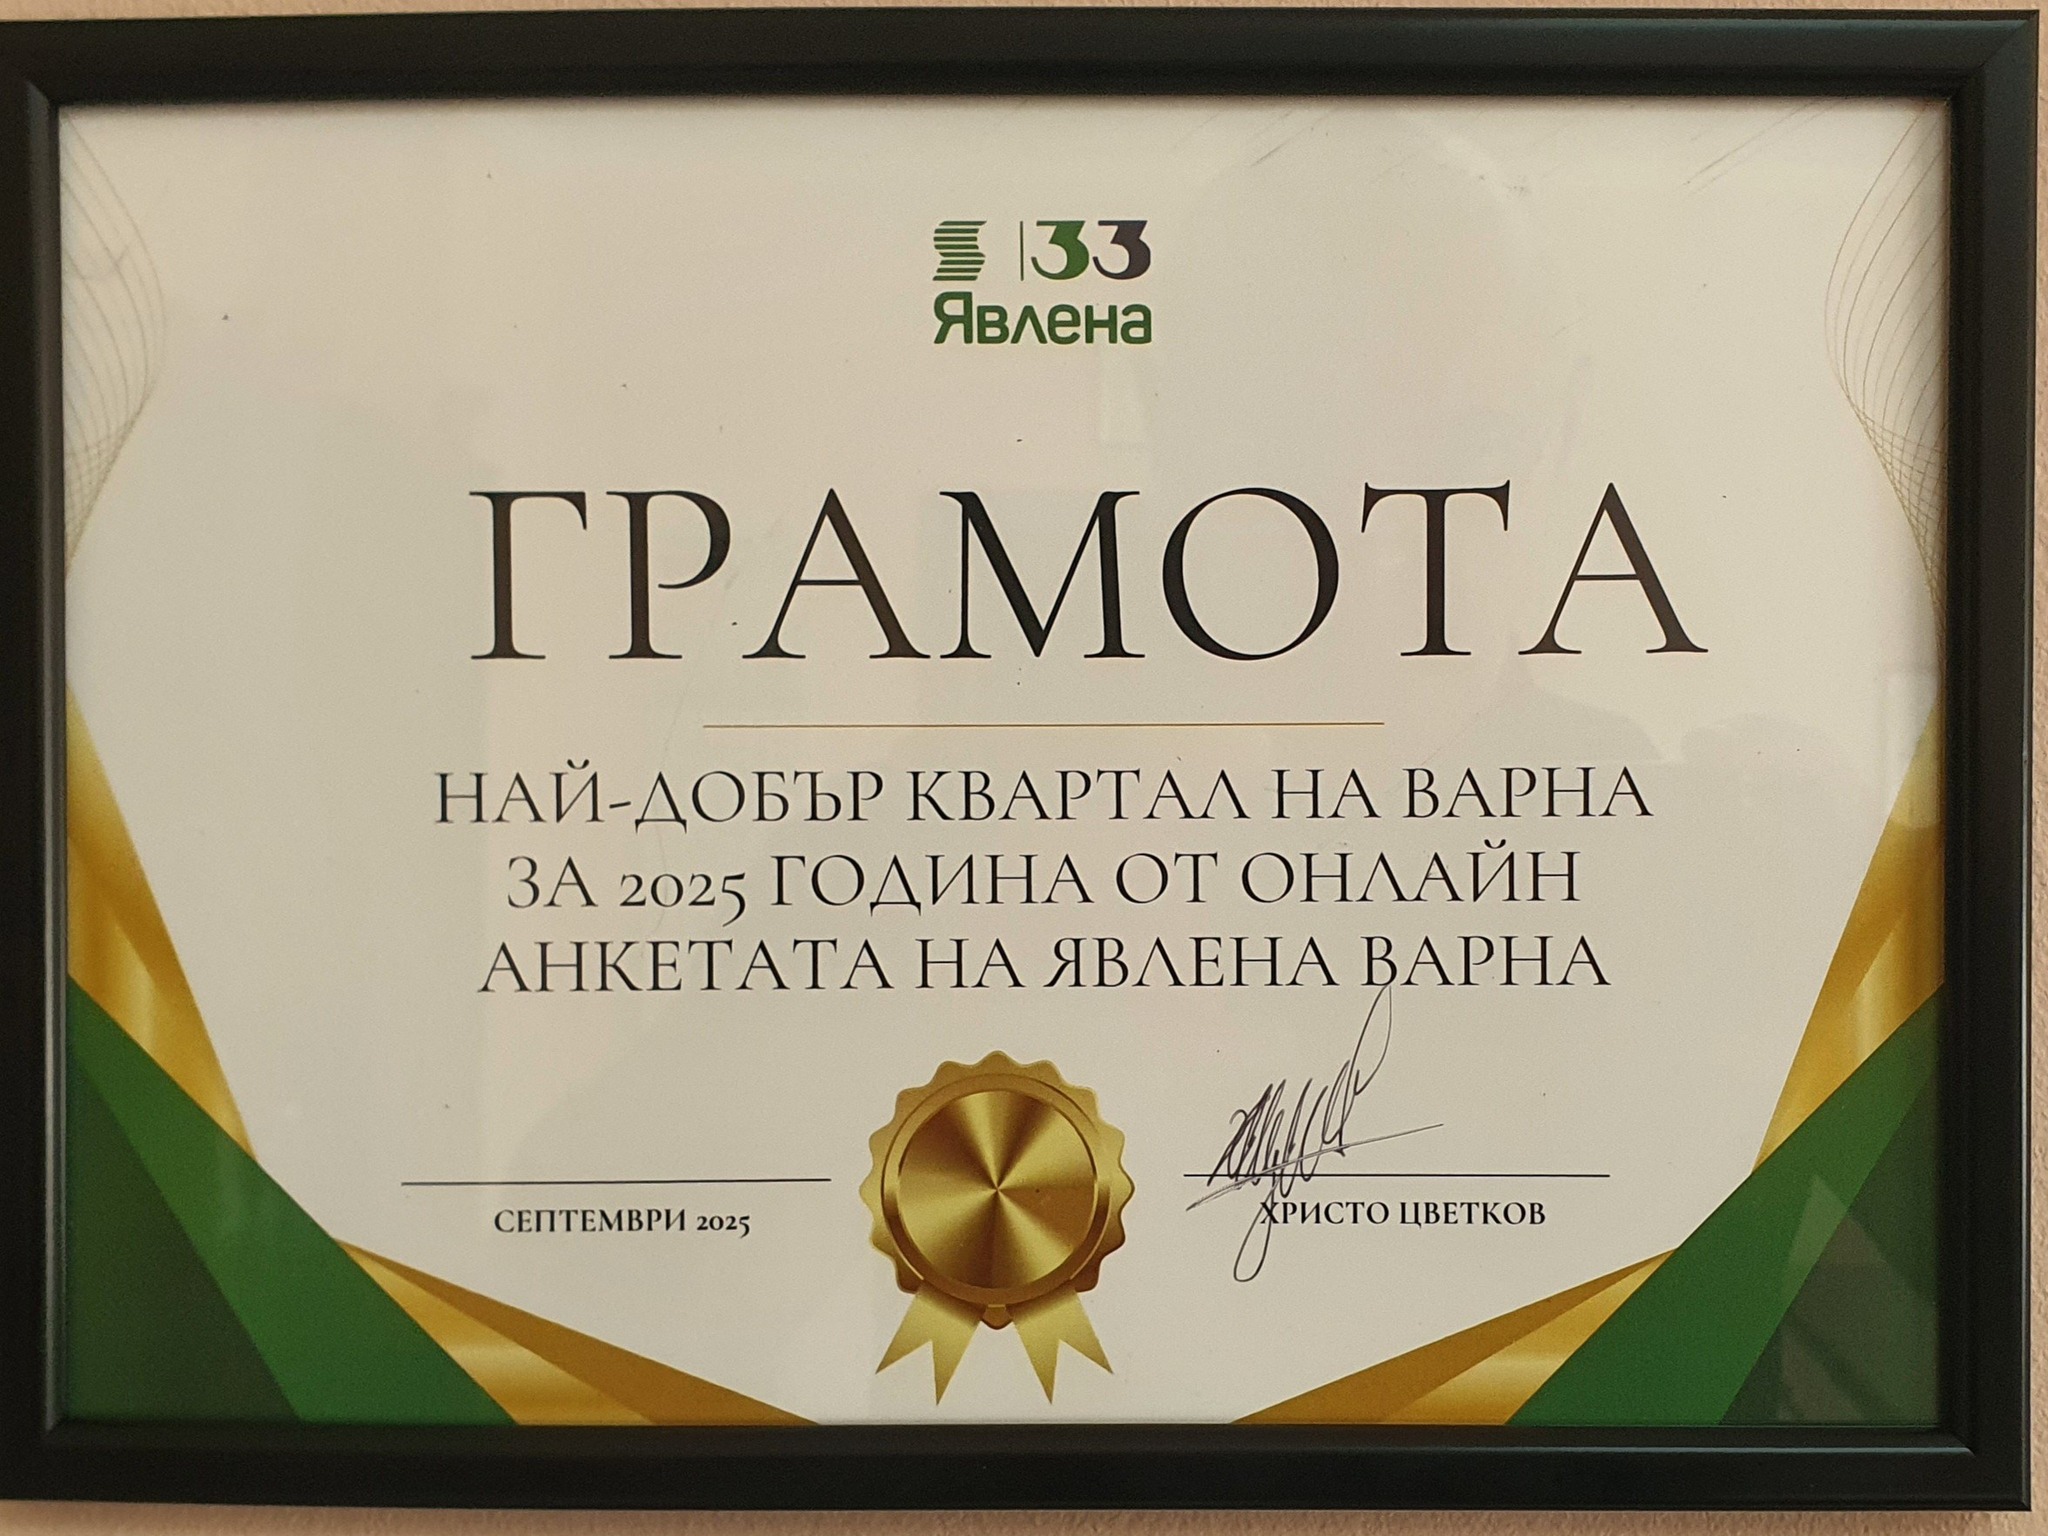 33
Явлена
ГРАМОТА
НАЙ-ДОБЪР КВАРТАЛ НА ВАРНА
ЗА 2025 ГОДИНА ОТ ОНЛАЙН
АНКЕТАТА НА ЯВЛЕНА ВАРНА
СЕПТЕМВРИ 2025
ХРИСТО ЦВЕТКОВ